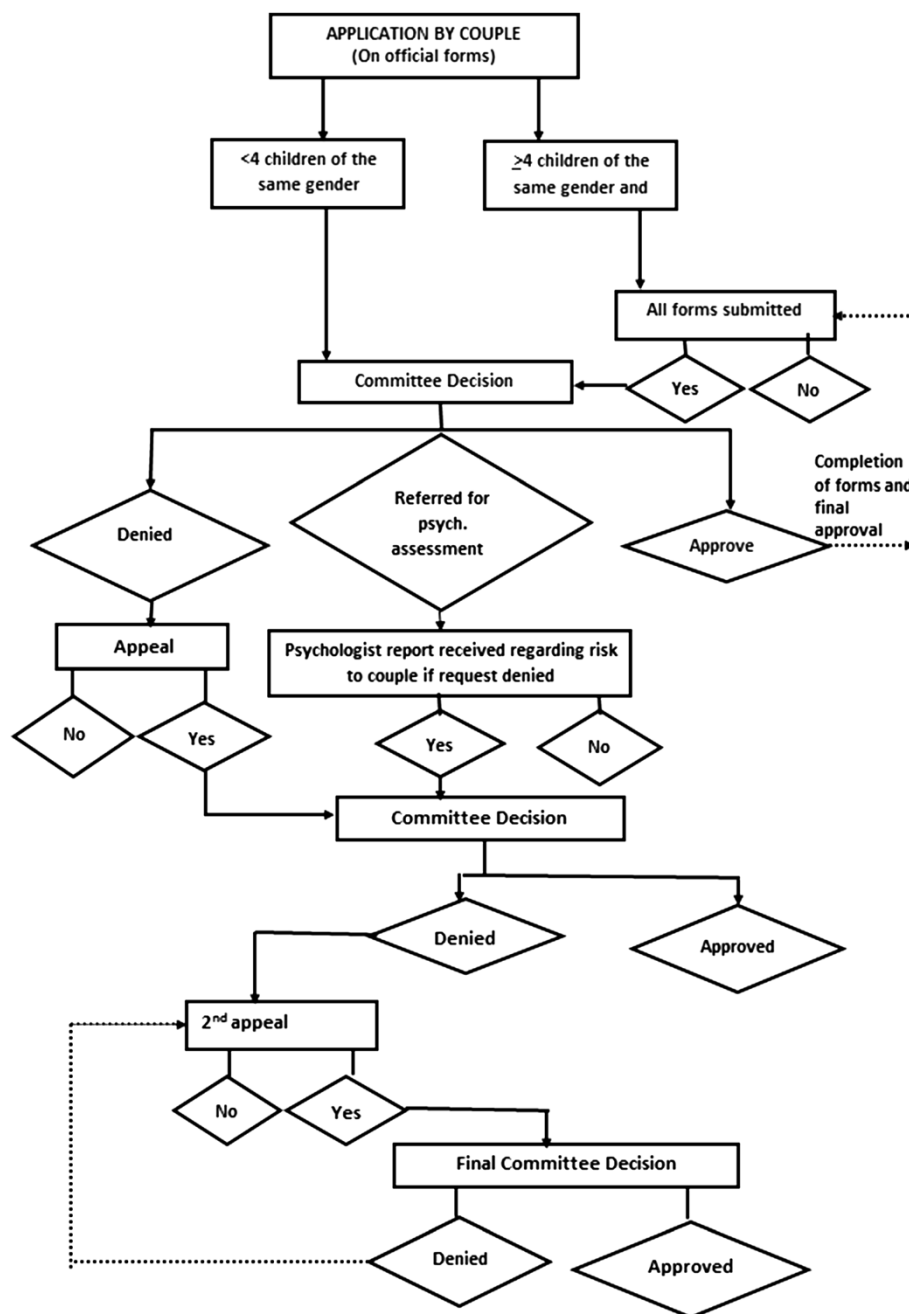 APPLICATION BY COUPLE
(On official forms)
<4 children of the
same gender
≥4 children of the
same gender and
All forms submitted
Yes
No
Committee Decision
Completion
of forms and
final
approval
Denied
Referred for
psych.
assessment
Approve
Appeal
Psychologist report received regarding risk
to couple if request denied
No
Yes
Yes
No
Committee Decision
Denied
Approved
2nd appeal
No
Yes
Final Committee Decision
Denied
Approved